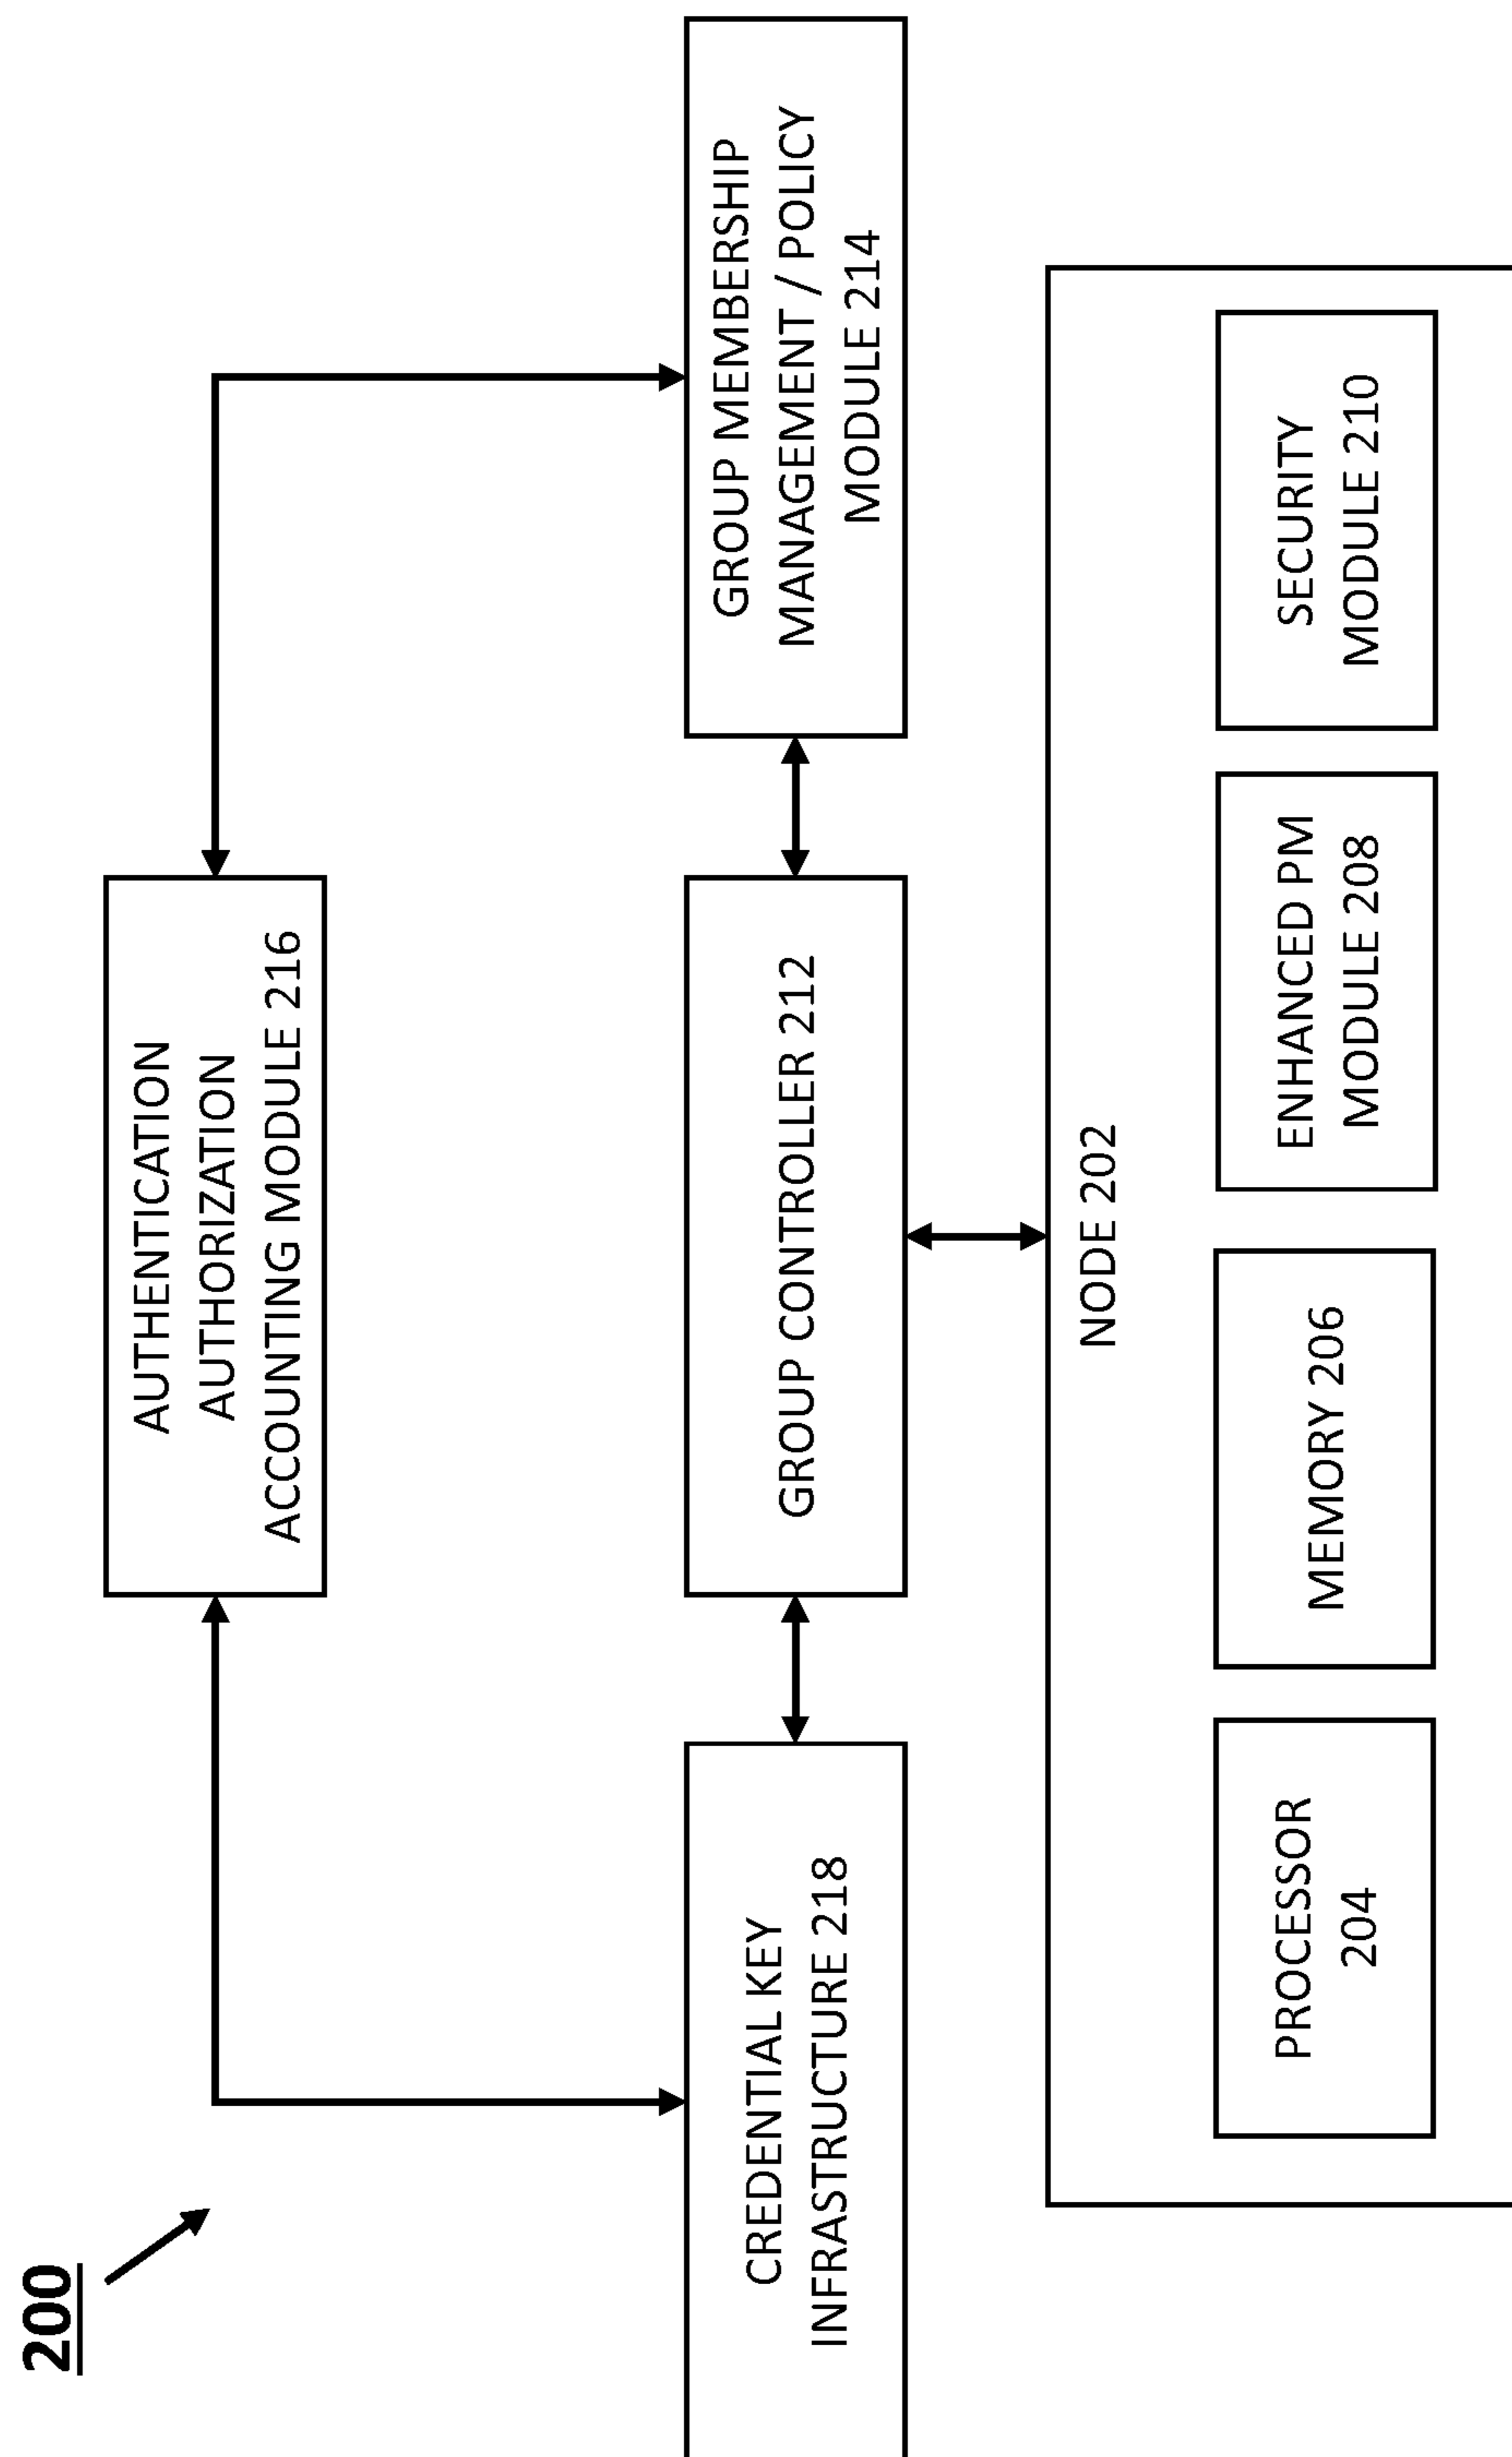 200
AUTHENTICATION
AUTHORIZATION
ACCOUNTING MODULE 216
CREDENTIAL KEY
INFRASTRUCTURE 218
GROUP CONTROLLER 212
GROUP MEMBERSHIP
MANAGEMENT / POLICY
MODULE 214
NODE 202
PROCESSOR
204
MEMORY 206
ENHANCED PM
MODULE 208
SECURITY
MODULE 210